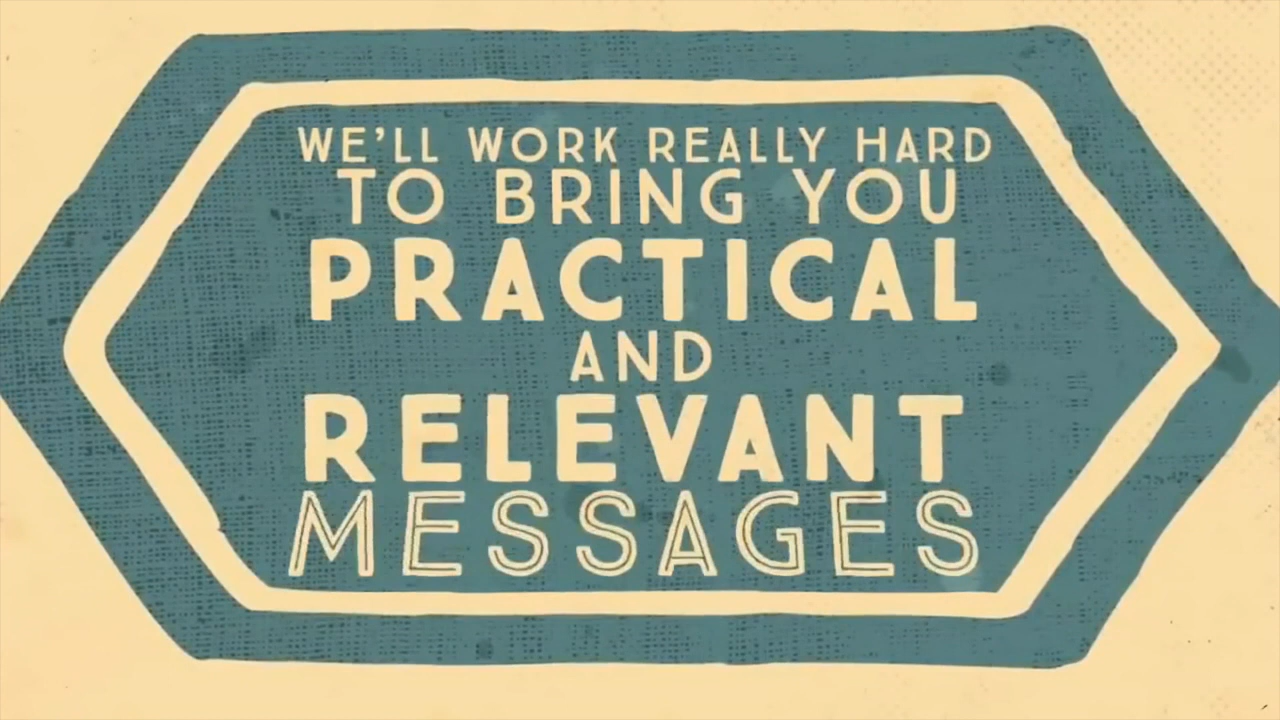 WE'LL WORK REALLY HARD
TO BRING YOU
PRACTICAL
AND
RELEVANT
MESSAGES